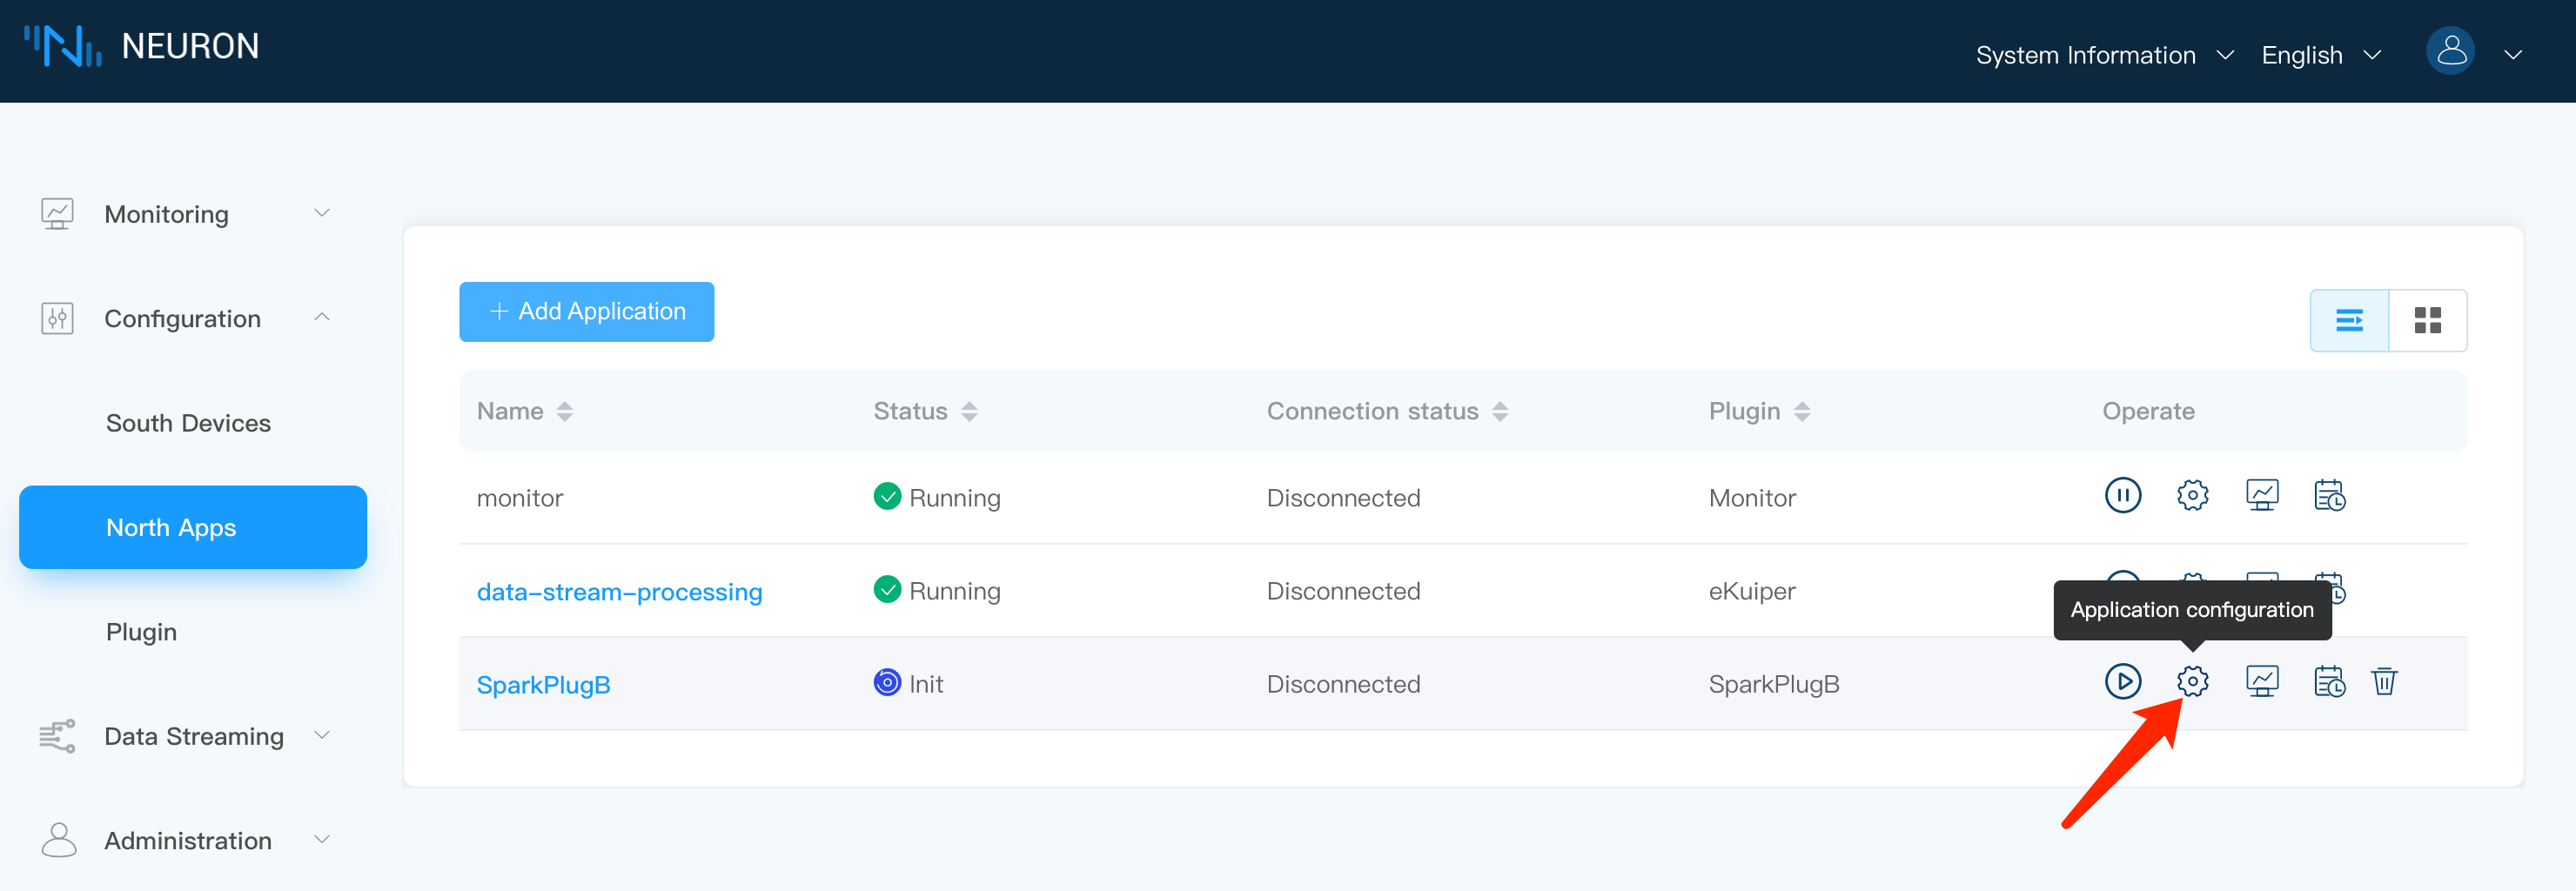 NEURON
System Information
English
Monitoring
Configuration
South Devices
North Apps
Plugin
Data Streaming
Administration
+ Add Application
Name Status Connection status Plugin Operate
monitor Running Disconnected Monitor
data-stream-processing Running Disconnected eKuiper
Application configuration
SparkPlugB Init Disconnected SparkPlugB